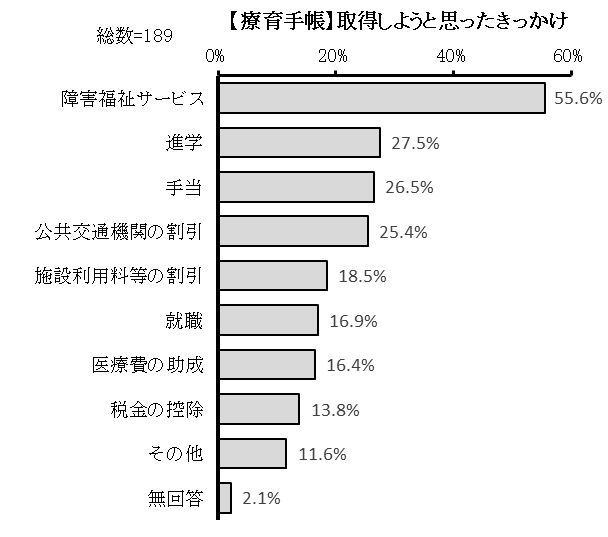 【療育手帳】取得しようと思ったきっかけ
総数=189
0% 20% 40% 60%
障害福祉サービス 55.6%
進学 27.5%
手当 26.5%
公共交通機関の割引 25.4%
施設利用料等の割引 18.5%
就職 16.9%
医療費の助成 16.4%
税金の控除 13.8%
その他 11.6%
無回答 2.1%